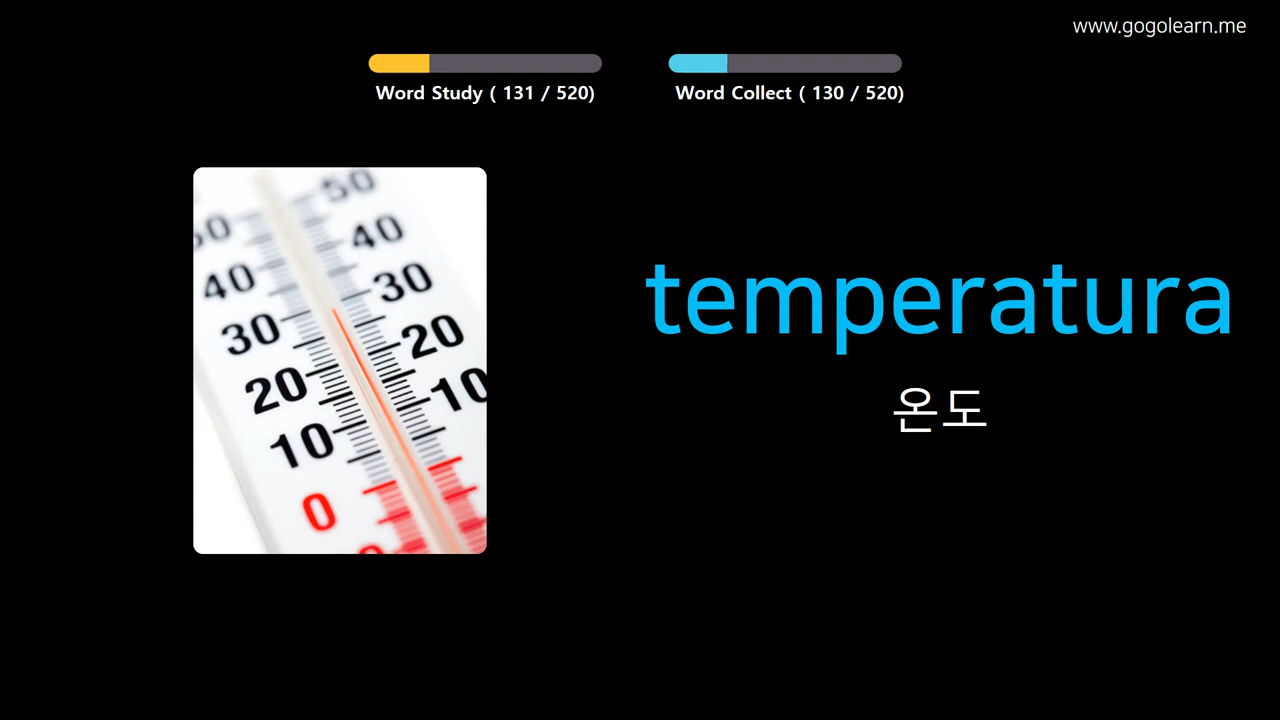 www.gogolearn.me
Word Study ( 131 / 520)
Word Collect ( 130 / 520)
50
50
40
40
30
30
20
20
10
10
0
temperatura
온도